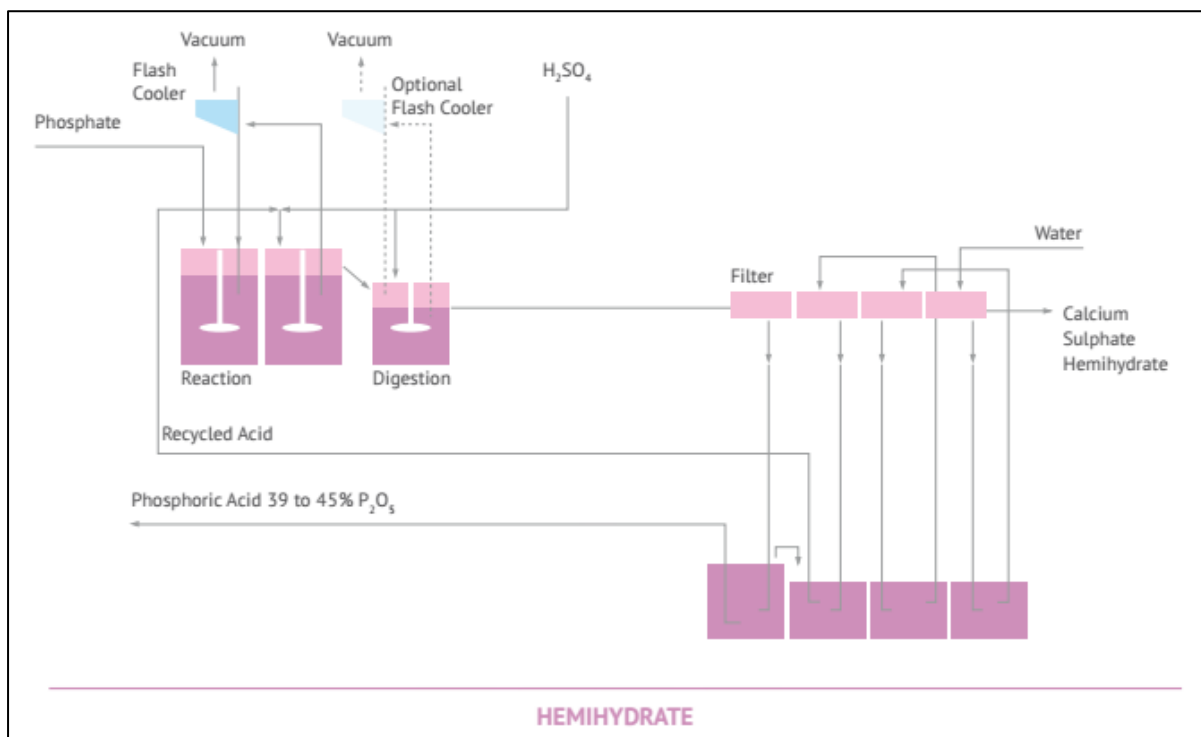 Vacuum
Vacuum
Flash
Cooler
Optional
Flash Cooler
H₂SO₄
Phosphate
Water
Filter
Calcium
Sulphate
Hemihydrate
Reaction
Digestion
Recycled Acid
Phosphoric Acid 39 to 45% P₂O₅
HEMIHYDRATE